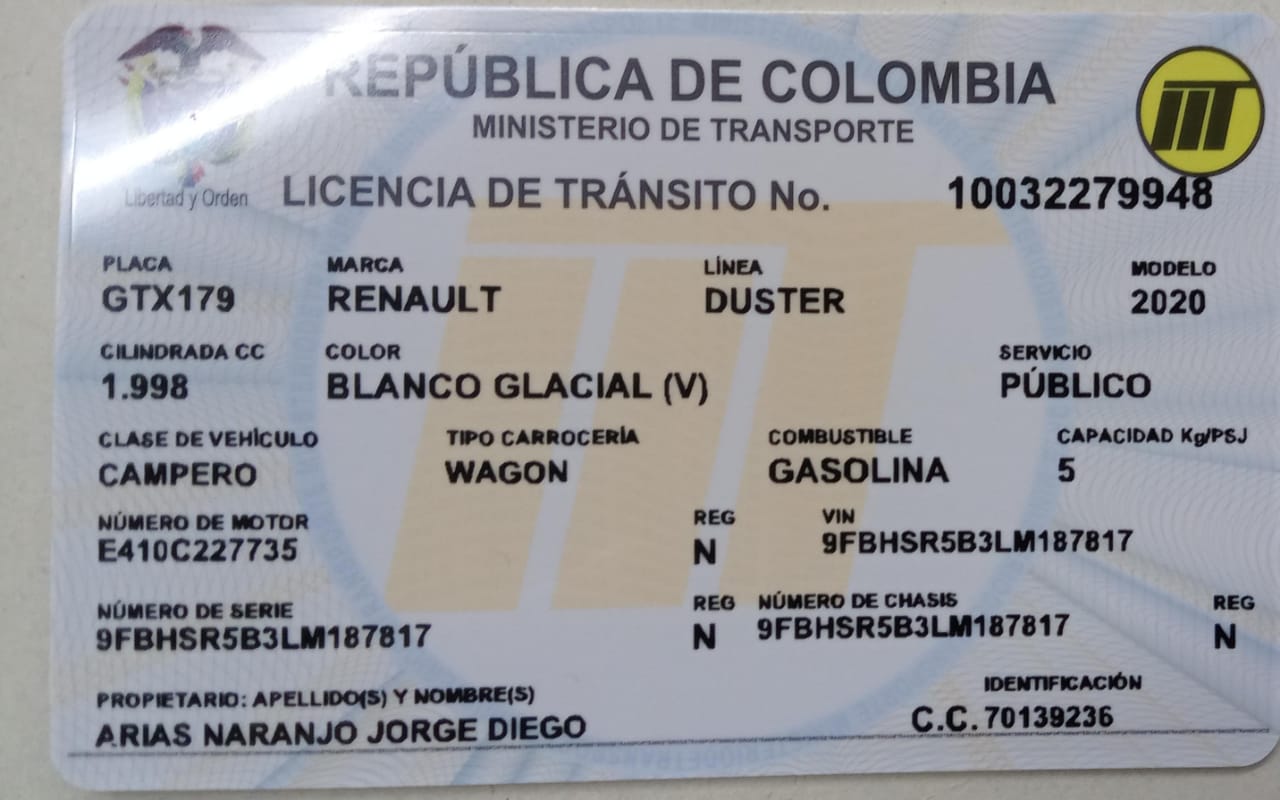 REPÚBLICA DE COLOMBIA
MINISTERIO DE TRANSPORTE
Libertad y Orden
LICENCIA DE TRÁNSITO No. 10032279948
PLACA MARCA LÍNEA MODELO
GTX179 RENAULT DUSTER 2020
CILINDRADA CC COLOR SERVICIO
1.998 BLANCO GLACIAL (V) PÚBLICO
CLASE DE VEHÍCULO TIPO CARROCERÍA COMBUSTIBLE CAPACIDAD Kg/PSJ
CAMPERO WAGON GASOLINA 5
NÚMERO DE MOTOR REG VIN
E410C227735 N 9FBHSR5B3LM187817
NÚMERO DE SERIE REG NÚMERO DE CHASIS REG
9FBHSR5B3LM187817 N 9FBHSR5B3LM187817 N
PROPIETARIO: APELLIDO(S) Y NOMBRE(S) IDENTIFICACIÓN
ARIAS NARANJO JORGE DIEGO C.C. 70139236